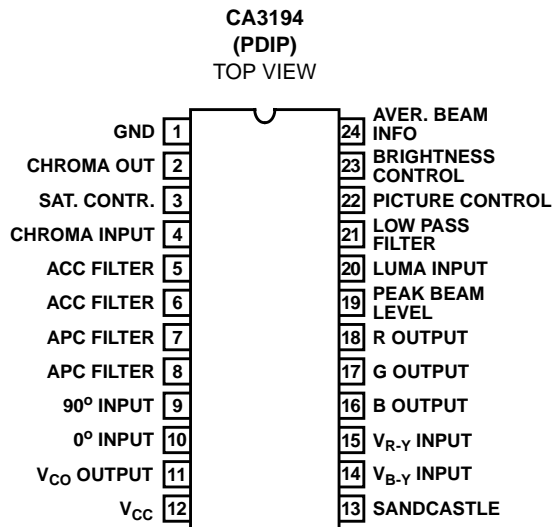 CA3194
(PDIP)
TOP VIEW
GND 1
CHROMA OUT 2
SAT. CONTR. 3
CHROMA INPUT 4
ACC FILTER 5
ACC FILTER 6
APC FILTER 7
APC FILTER 8
90° INPUT 9
0° INPUT 10
VCO OUTPUT 11
VCC 12
24 AVER. BEAM
INFO
23 BRIGHTNESS
CONTROL
22 PICTURE CONTROL
21 LOW PASS
FILTER
20 LUMA INPUT
19 PEAK BEAM
LEVEL
18 R OUTPUT
17 G OUTPUT
16 B OUTPUT
15 VR-Y INPUT
14 VB-Y INPUT
13 SANDCASTLE